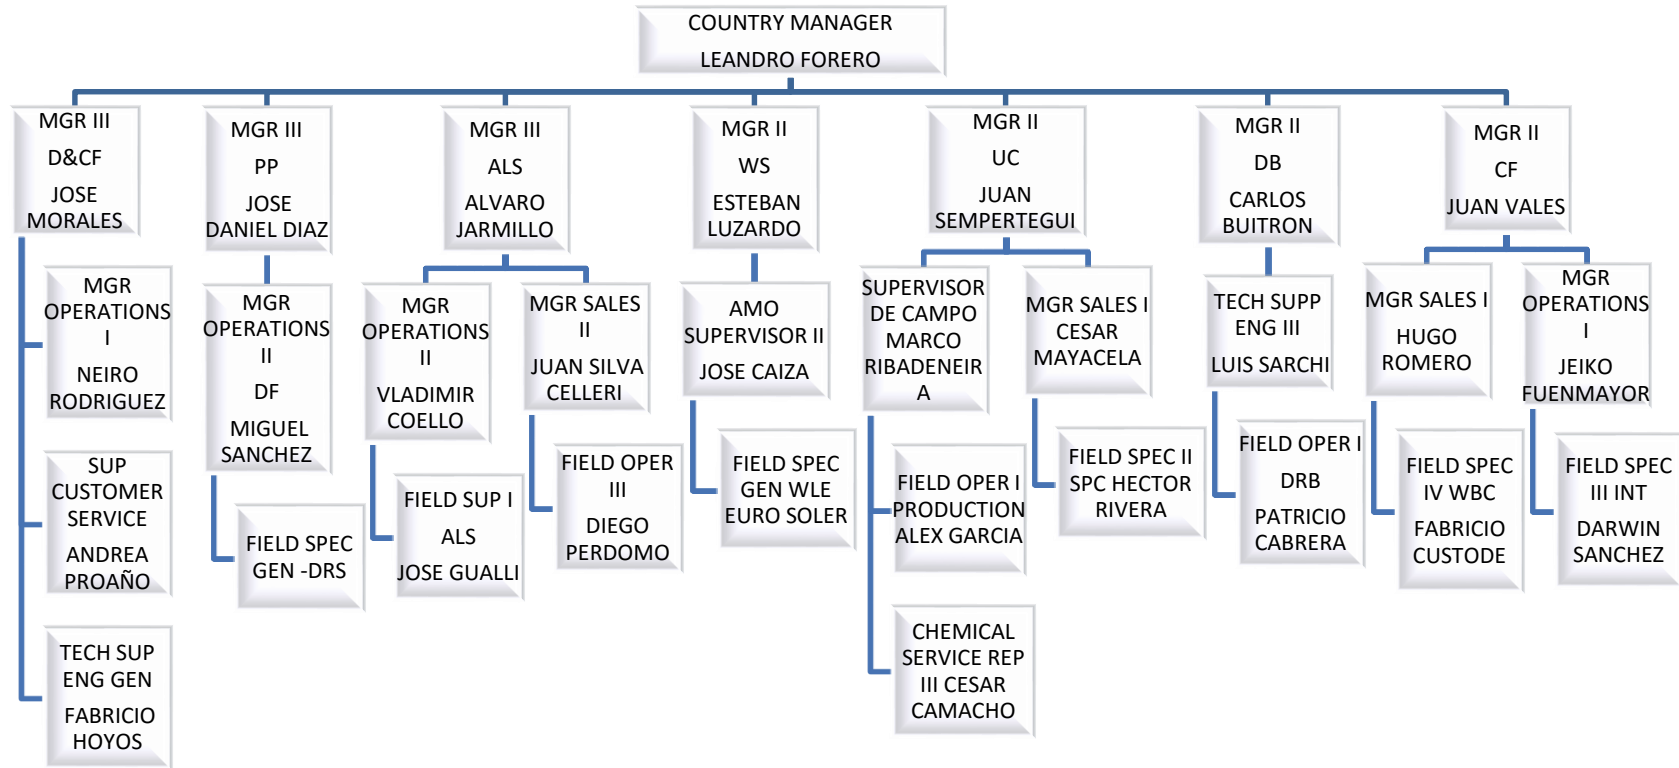 COUNTRY MANAGER
LEANDRO FORERO
MGR III
D&CF
JOSE
MORALES
MGR III
PP
JOSE
DANIEL DIAZ
MGR III
ALS
ALVARO
JARMILLO
MGR II
WS
ESTEBAN
LUZARDO
MGR II
UC
JUAN
SEMPERTEGUI
MGR II
DB
CARLOS
BUITRON
MGR II
CF
JUAN VALES
MGR
OPERATIONS
I
NEIRO
RODRIGUEZ
SUP
CUSTOMER
SERVICE
ANDREA
PROAÑO
TECH SUP
ENG GEN
FABRICIO
HOYOS
MGR
OPERATIONS
II
DF
MIGUEL
SANCHEZ
FIELD SPEC
GEN -DRS
MGR
OPERATIONS
II
VLADIMIR
COELLO
FIELD SUP I
ALS
JOSE GUALLI
MGR SALES
II
JUAN SILVA
CELLERI
FIELD OPER
III
DIEGO
PERDOMO
AMO
SUPERVISOR II
JOSE CAIZA
FIELD SPEC
GEN WLE
EURO SOLER
SUPERVISOR
DE CAMPO
MARCO
RIBADENEIR
A
FIELD OPER I
PRODUCTION
ALEX GARCIA
CHEMICAL
SERVICE REP
III CESAR
CAMACHO
MGR SALES I
CESAR
MAYACELA
FIELD SPEC II
SPC HECTOR
RIVERA
TECH SUPP
ENG III
LUIS SARCHI
FIELD OPER I
DRB
PATRICIO
CABRERA
MGR SALES I
HUGO
ROMERO
FIELD SPEC
IV WBC
FABRICIO
CUSTODE
MGR
OPERATIONS
I
JEIKO
FUENMAYOR
FIELD SPEC
III INT
DARWIN
SANCHEZ